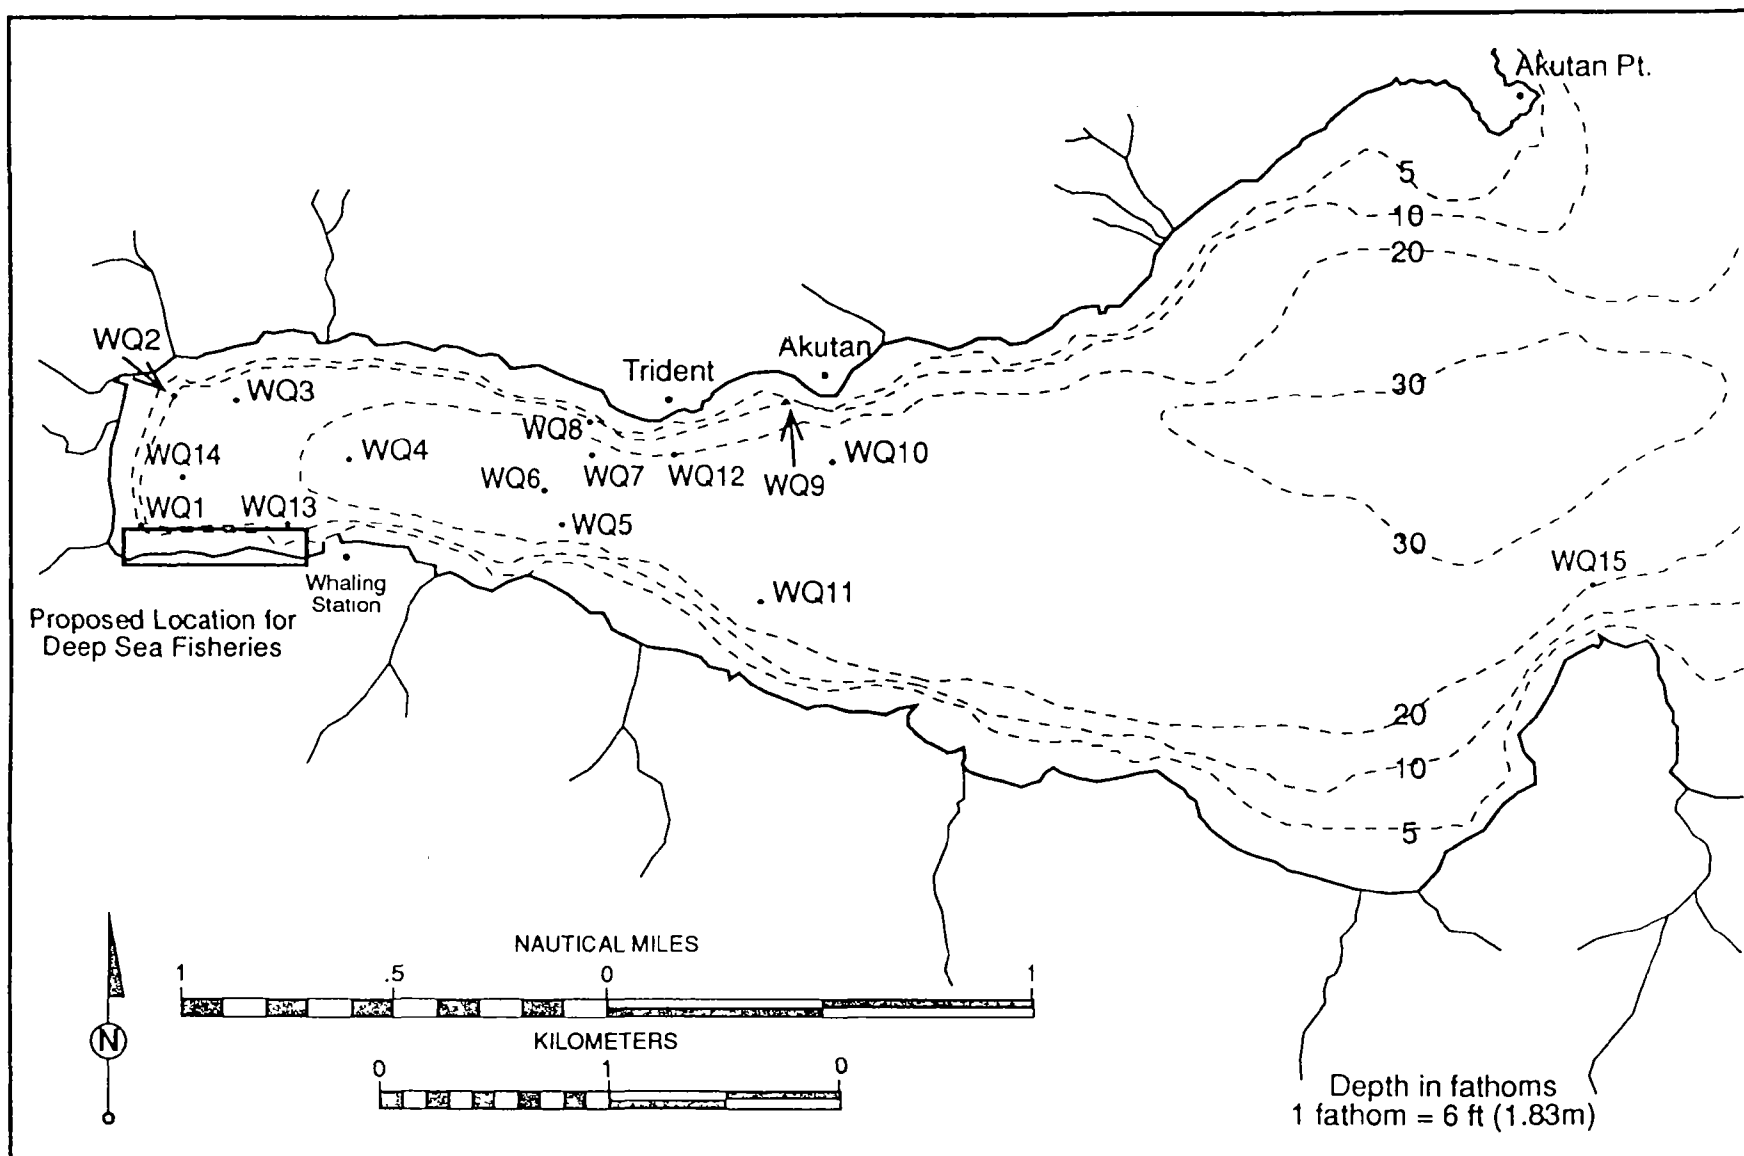 Akutan Pt.
5
10
20
WQ2
Akutan
Trident
30
WQ3
WQ8
WQ14
WQ4
WQ10
WQ6
WQ7
WQ12
WQ9
WQ1
WQ13
WQ5
30
WQ15
Whaling
Station
WQ11
Proposed Location for
Deep Sea Fisheries
20
10
5
NAUTICAL MILES
1 .5 0 1
N
KILOMETERS
0 1 0
Depth in fathoms
1 fathom = 6 ft (1.83m)